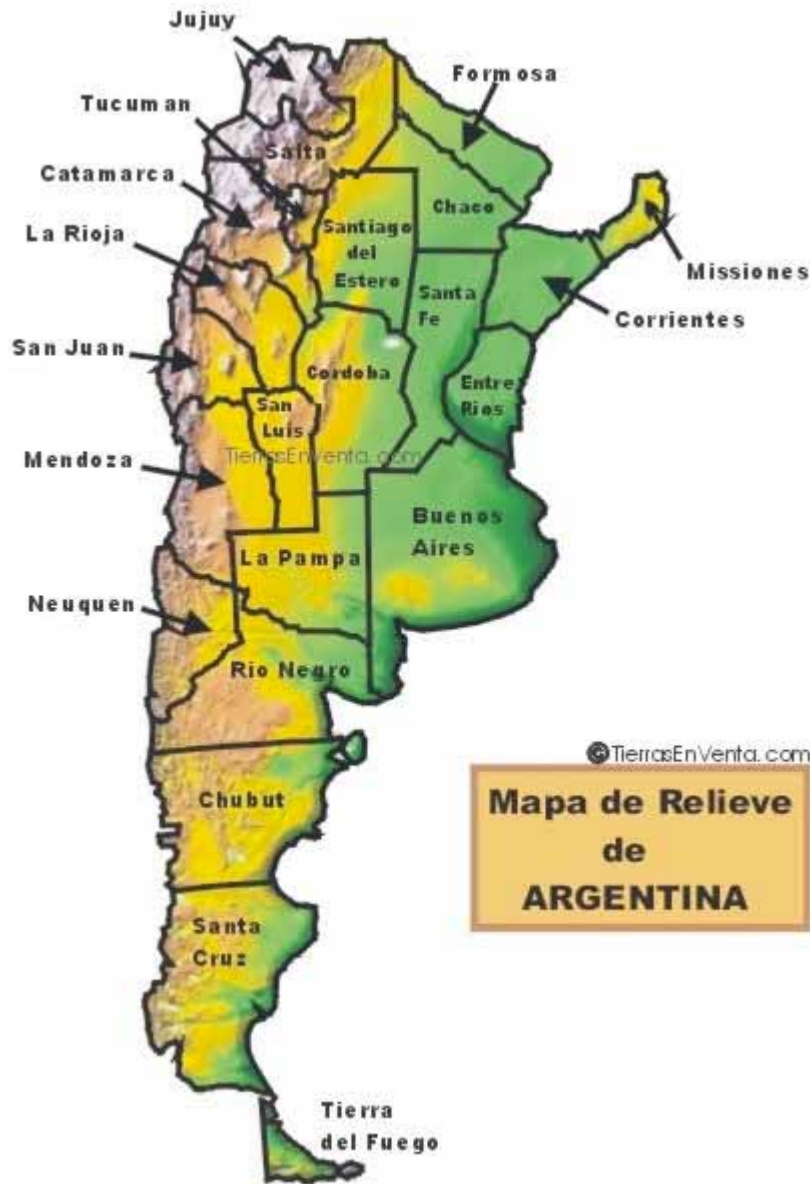 Jujuy
Formosa
Tucuman
Salta
Catamarca
Chaco
La Rioja
Santiago
del
Estero
Missiones
Santa
Fe
Corrientes
San Juan
Cordoba
Entre
Rios
San
Luis
Mendoza
TierrasEnVenta.com
Buenos
Aires
La Pampa
Neuquen
Rio Negro
©TierrasEnVenta.com
Chubut
Mapa de Relieve
de
ARGENTINA
Santa
Cruz
Tierra
del Fuego